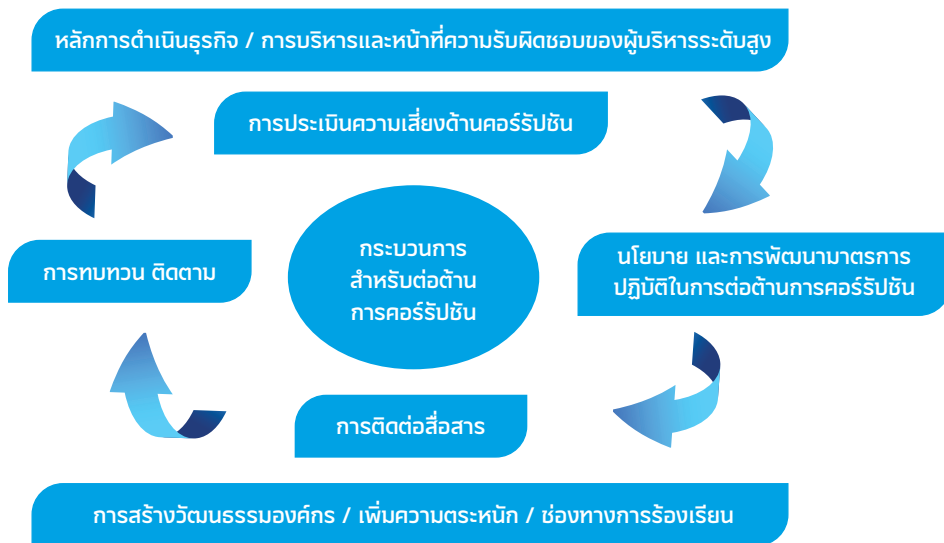 หลักการดำเนินธุรกิจ / การบริหารและหน้าที่ความรับผิดชอบของผู้บริหารระดับสูง
การประเมินความเสี่ยงด้านคอร์รัปชัน
กระบวนการ
สำหรับต่อต้าน
การคอร์รัปชัน
นโยบาย และการพัฒนามาตรการ
ปฏิบัติในการต่อต้านการคอร์รัปชัน
การทบทวน ติดตาม
การติดต่อสื่อสาร
การสร้างวัฒนธรรมองค์กร / เพิ่มความตระหนัก / ช่องทางการร้องเรียน